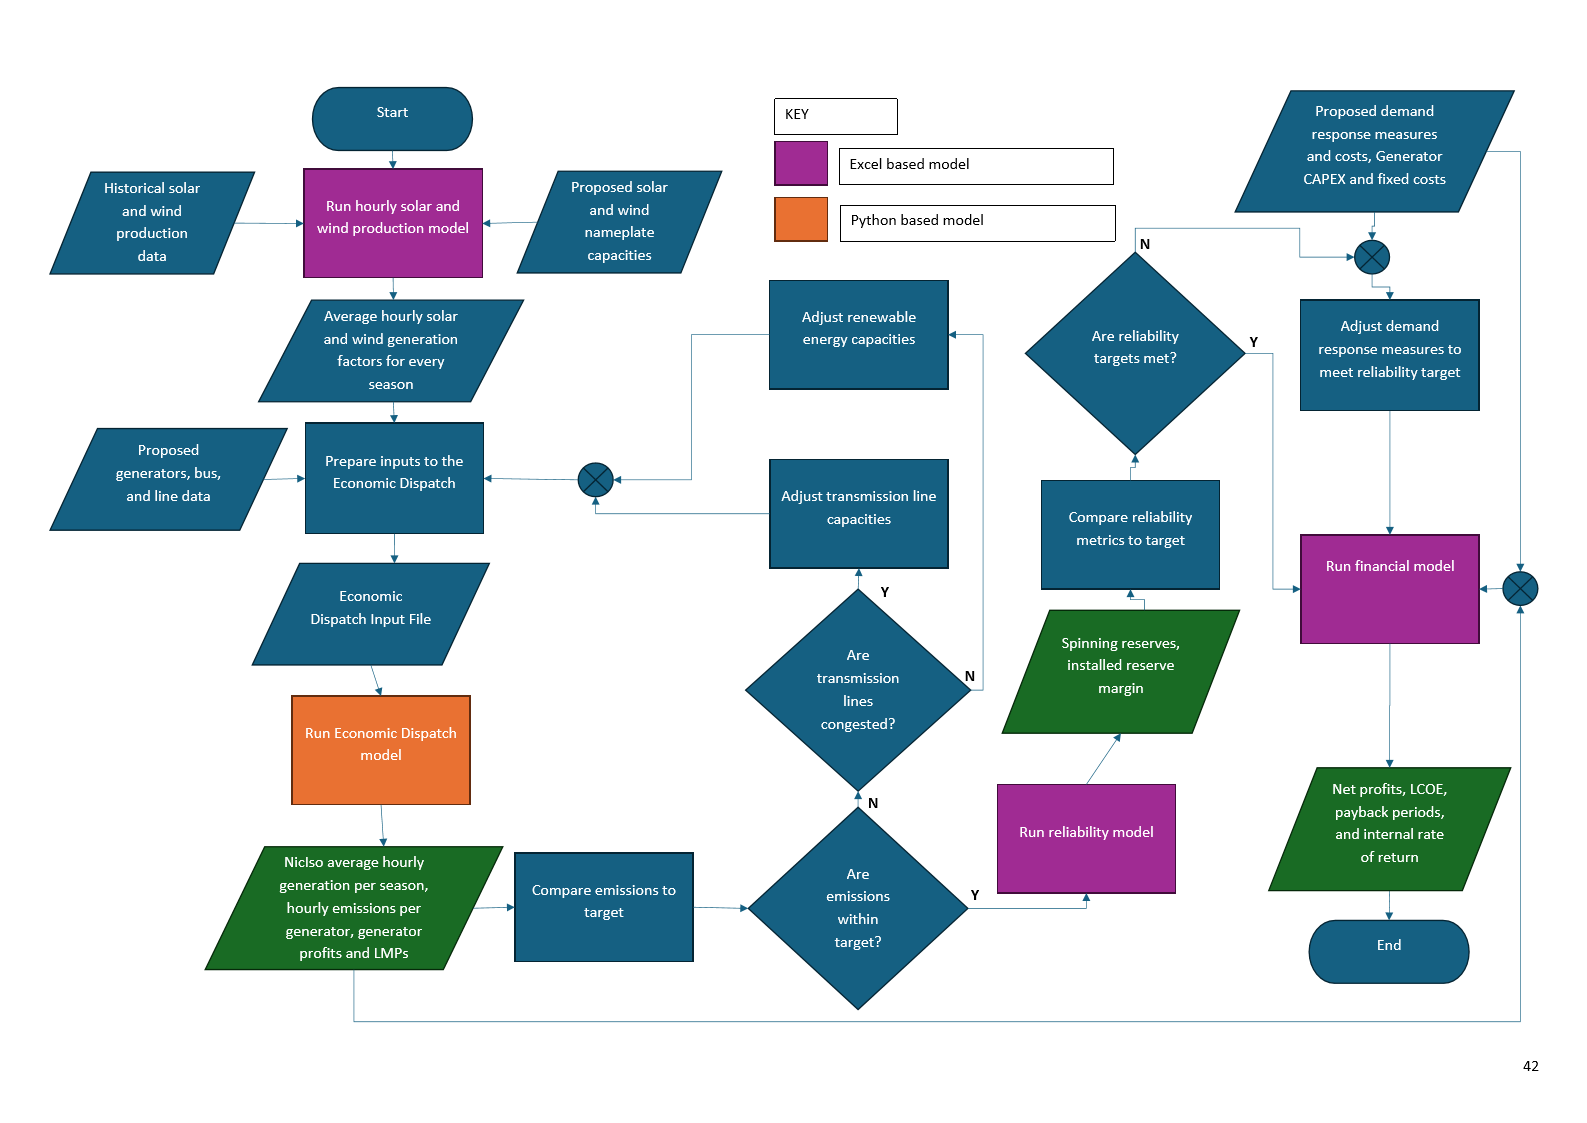 Start
Historical solar
and wind
production
data
Run hourly solar and
wind production model
Proposed solar
and wind
nameplate
capacities
Average hourly solar
and wind generation
factors for every
season
Proposed
generators, bus,
and line data
Prepare inputs to the
Economic Dispatch
Economic
Dispatch Input File
Run Economic Dispatch
model
Niclso average hourly
generation per season,
hourly emissions per
generator, generator
profits and LMPs
Compare emissions to
target
Are
emissions
within
target?
N
Y
Are
transmission
lines
congested?
Y
N
Adjust transmission line
capacities
Adjust renewable
energy capacities
KEY
Excel based model
Python based model
Run reliability model
Spinning reserves,
installed reserve
margin
Compare reliability
metrics to target
Are reliability
targets met?
N
Y
Proposed demand
response measures
and costs, Generator
CAPEX and fixed costs
Adjust demand
response measures to
meet reliability target
Run financial model
Net profits, LCOE,
payback periods,
and internal rate
of return
End
42